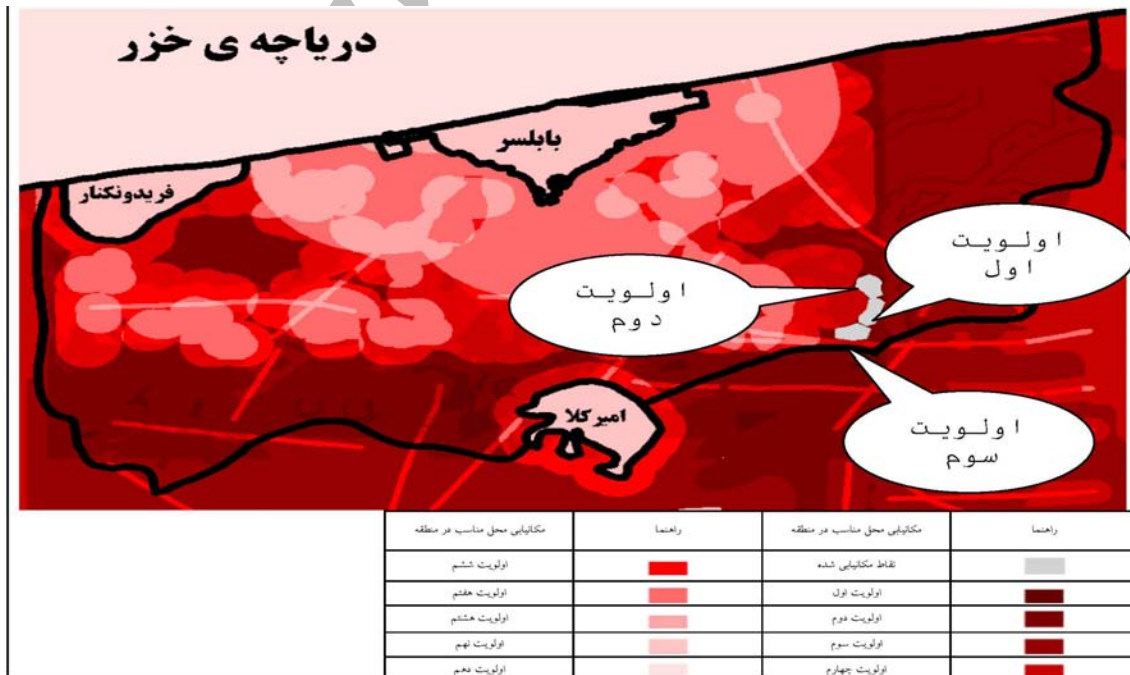 دریاچه ی خزر
بابلسر
فریدونکنار
اولویت
اول
اولویت
دوم
امیرکلا
اولویت
سوم
راهنما	مکانیابی محل مناسب در منطقه	راهنما	مکانیابی محل مناسب در منطقه
نقاط مکانیابی شده	اولویت ششم
اولویت اول	اولویت هفتم
اولویت دوم	اولویت هشتم
اولویت سوم	اولویت نهم
اولویت چهارم	اولویت دهم